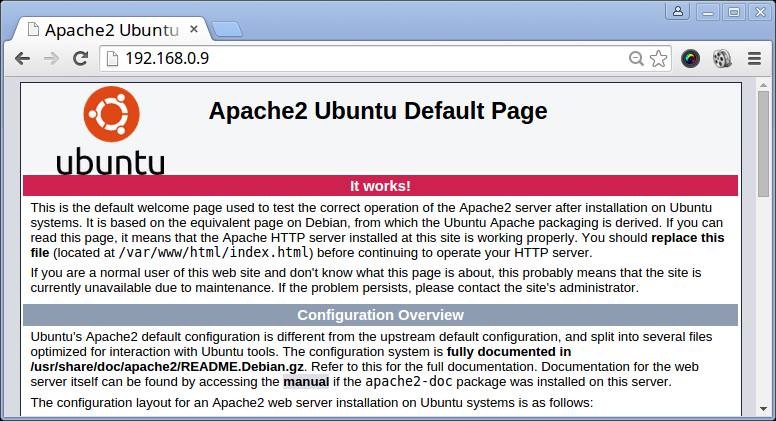 Apache2 Ubuntu
192.168.0.9
ubuntu
Apache2 Ubuntu Default Page
It works!
This is the default welcome page used to test the correct operation of the Apache2 server after installation on Ubuntu
systems. It is based on the equivalent page on Debian, from which the Ubuntu Apache packaging is derived. If you can
read this page, it means that the Apache HTTP server installed at this site is working properly. You should replace this
file (located at /var/www/html/index.html) before continuing to operate your HTTP server.
If you are a normal user of this web site and don't know what this page is about, this probably means that the site is
currently unavailable due to maintenance. If the problem persists, please contact the site's administrator.
Configuration Overview
Ubuntu's Apache2 default configuration is different from the upstream default configuration, and split into several files
optimized for interaction with Ubuntu tools. The configuration system is fully documented in
/usr/share/doc/apache2/README.Debian.gz. Refer to this for the full documentation. Documentation for the web
server itself can be found by accessing the manual if the apache2-doc package was installed on this server.
The configuration layout for an Apache2 web server installation on Ubuntu systems is as follows: